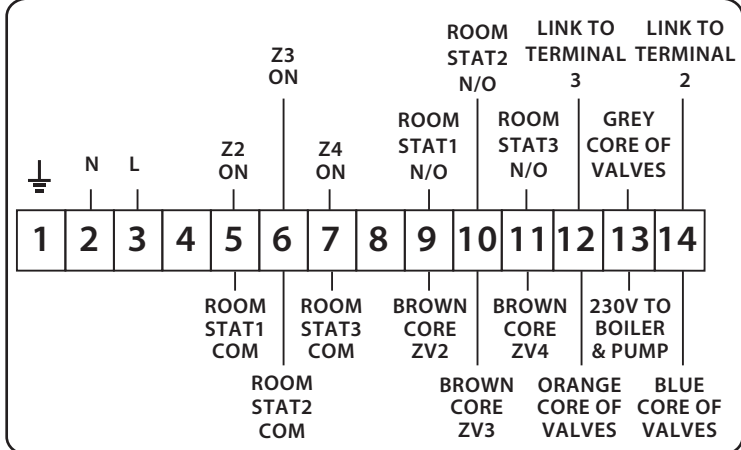 ROOM
STAT2
N/O
LINK TO
TERMINAL
3
LINK TO
TERMINAL
2
Z3
ON
ROOM
STAT1
N/O
ROOM
STAT3
N/O
GREY
CORE OF
VALVES
N
L
Z2
ON
Z4
ON
1 2 3 4 5 6 7 8 9 10 11 12 13 14
ROOM
STAT1
COM
ROOM
STAT3
COM
BROWN
CORE
ZV2
BROWN
CORE
ZV4
230V TO
BOILER
& PUMP
ROOM
STAT2
COM
BROWN
CORE
ZV3
ORANGE
CORE OF
VALVES
BLUE
CORE OF
VALVES